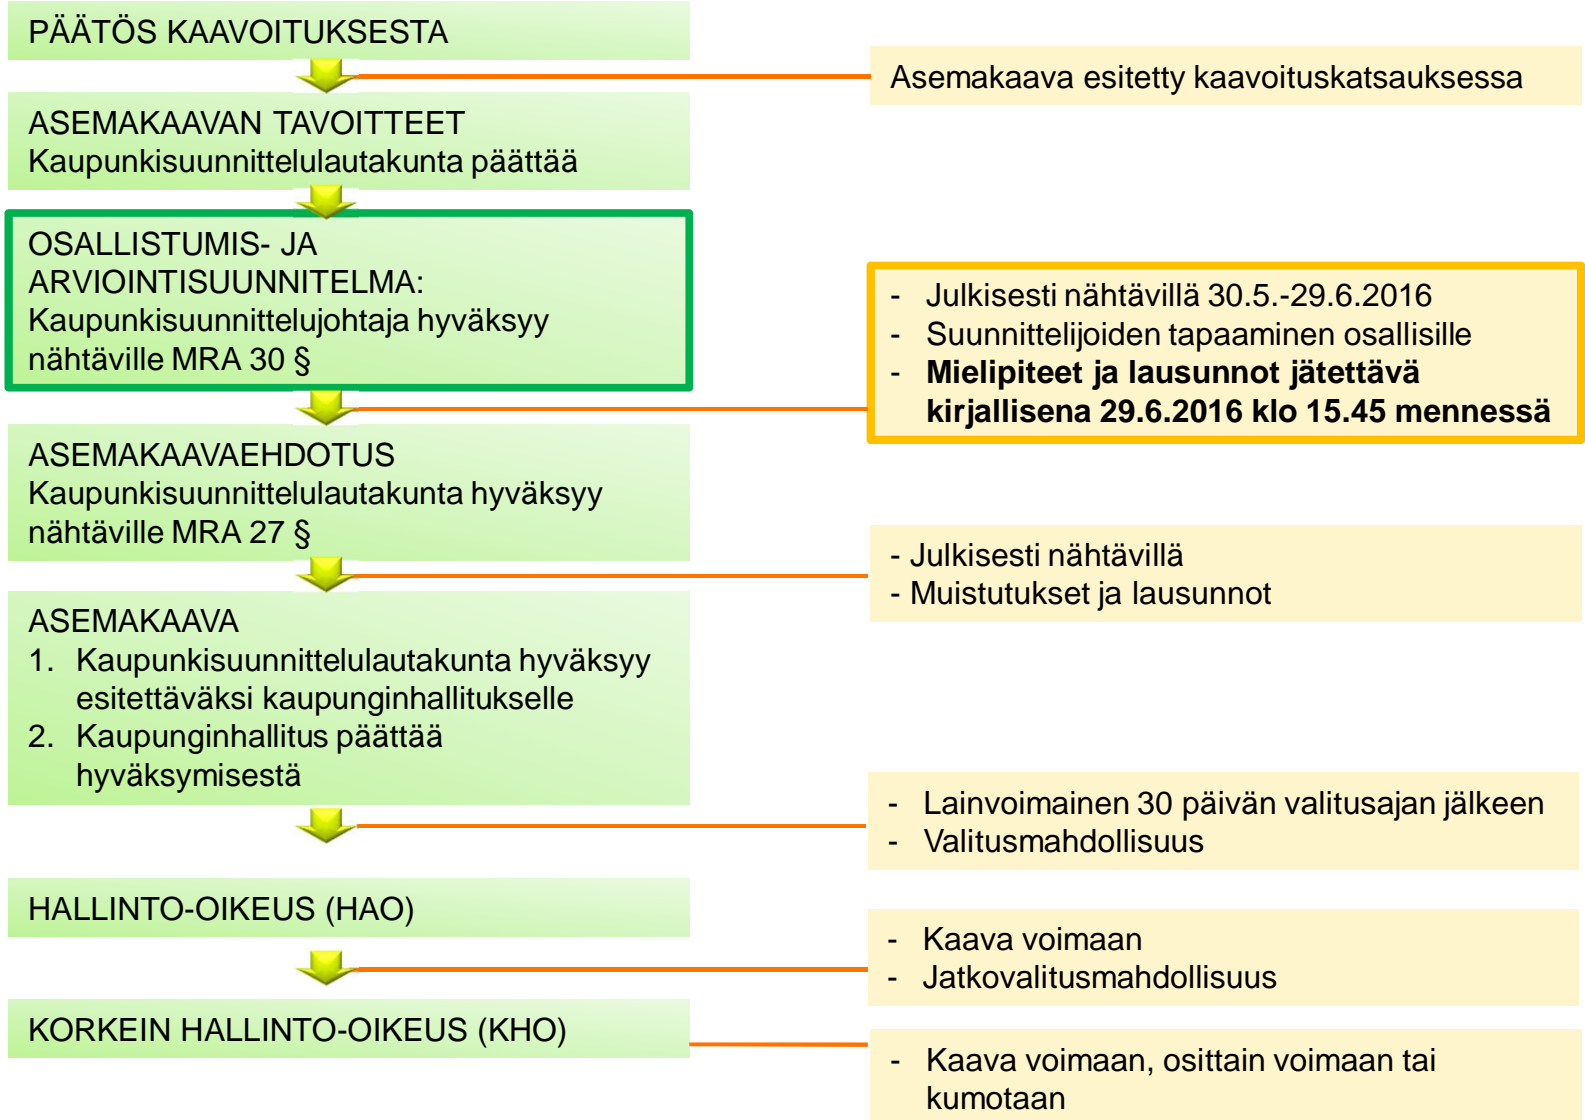 PÄÄTÖS KAAVOITUKSESTA
Asemakaava esitetty kaavoituskatsauksessa
ASEMAKAAVAN TAVOITTEET
Kaupunkisuunnittelulautakunta päättää
OSALLISTUMIS- JA
ARVIOINTISUUNNITELMA:
Kaupunkisuunnittelujohtaja hyväksyy
nähtäville MRA 30 §
- Julkisesti nähtävillä 30.5.-29.6.2016
- Suunnittelijoiden tapaaminen osallisille
- Mielipiteet ja lausunnot jätettävä
kirjallisena 29.6.2016 klo 15.45 mennessä
ASEMAKAAVAEHDOTUS
Kaupunkisuunnittelulautakunta hyväksyy
nähtäville MRA 27 §
- Julkisesti nähtävillä
- Muistutukset ja lausunnot
ASEMAKAAVA
1. Kaupunkisuunnittelulautakunta hyväksyy
esitettäväksi kaupunginhallitukselle
2. Kaupunginhallitus päättää
hyväksymisestä
- Lainvoimainen 30 päivän valitusajan jälkeen
- Valitusmahdollisuus
HALLINTO-OIKEUS (HAO)
- Kaava voimaan
- Jatkovalitusmahdollisuus
KORKEIN HALLINTO-OIKEUS (KHO)
- Kaava voimaan, osittain voimaan tai
kumotaan